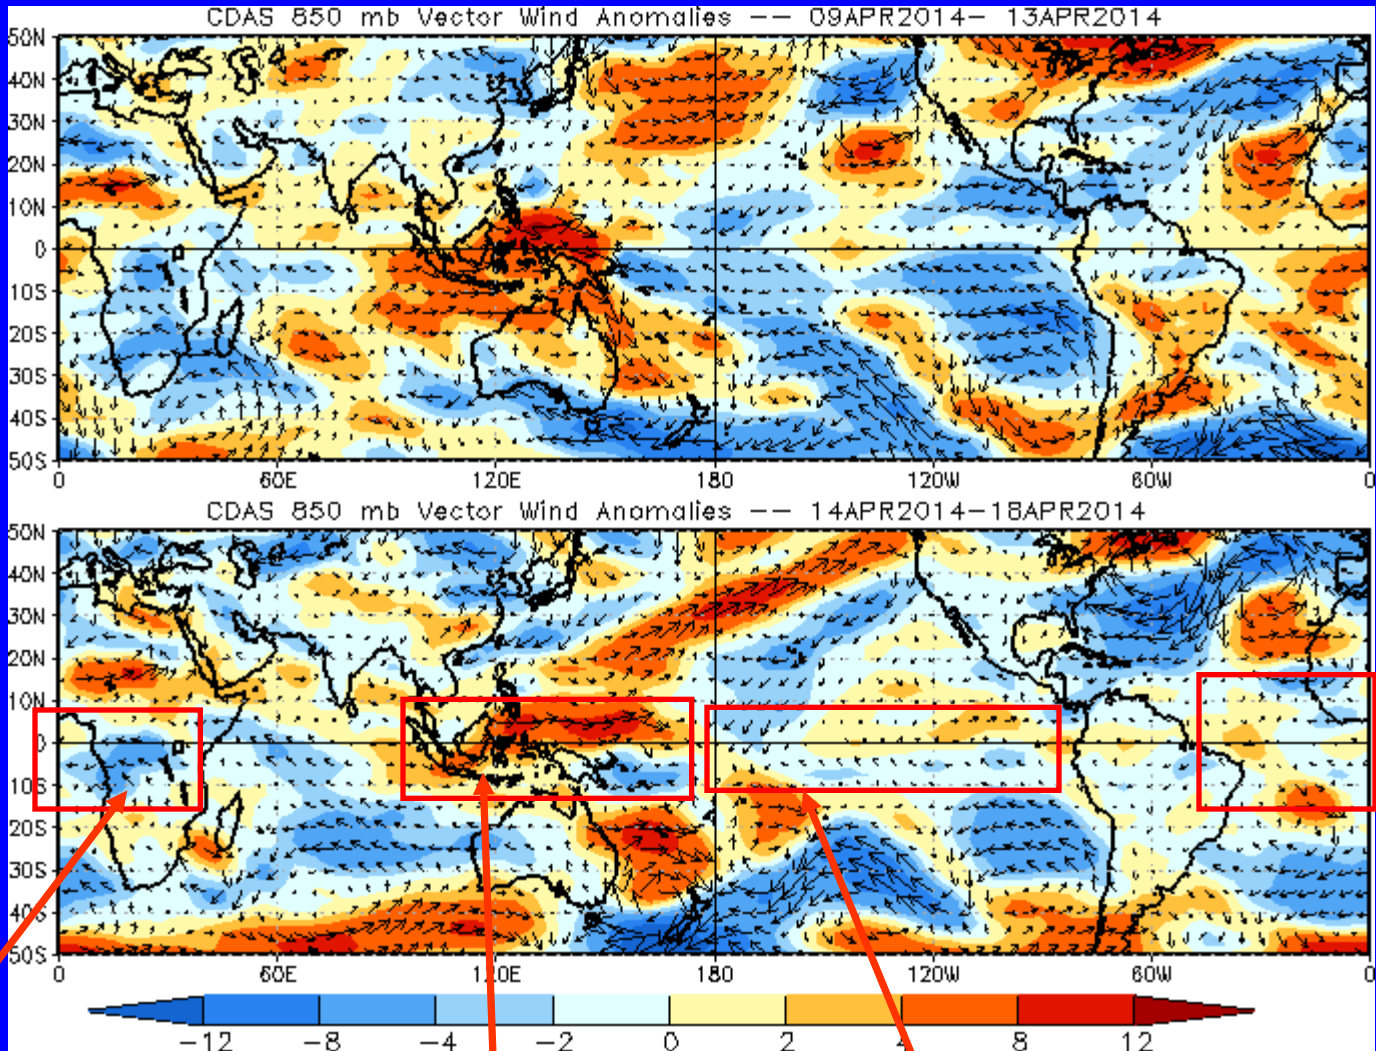 CDAS 850 mb Vector Wind Anomalies -- 09APR2014- 13APR2014
50N
40N
30N
20N
10N
0
10S
20S
30S
40S
50S
0 60E 120E 180 120W 60W 0
CDAS 850 mb Vector Wind Anomalies -- 14APR2014-18APR2014
50N
40N
30N
20N
10N
0
10S
20S
30S
40S
50S
0 60E 120E 180 120W 60W 0
-12 -8 -4 -2 0 2 4 8 12